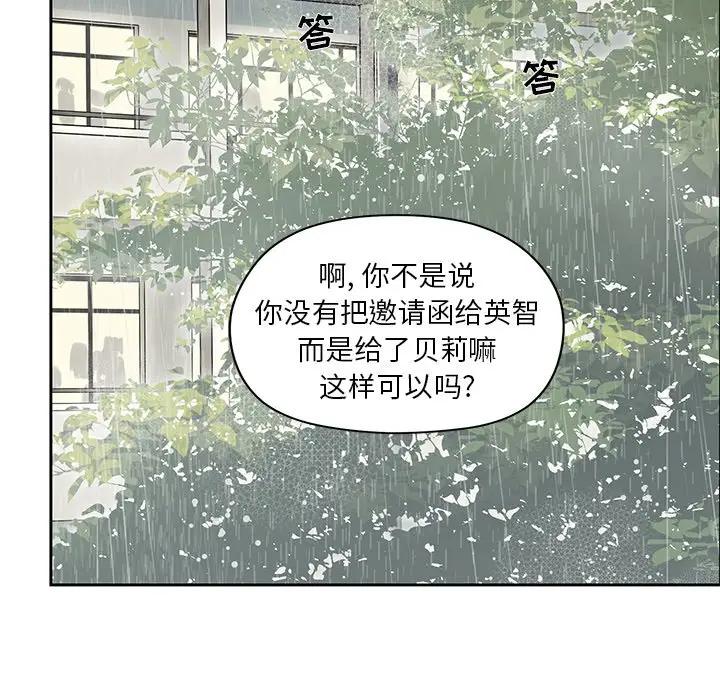 答
答
啊, 你不是说
你没有把邀请函给英智
而是给了贝莉嘛
这样可以吗?